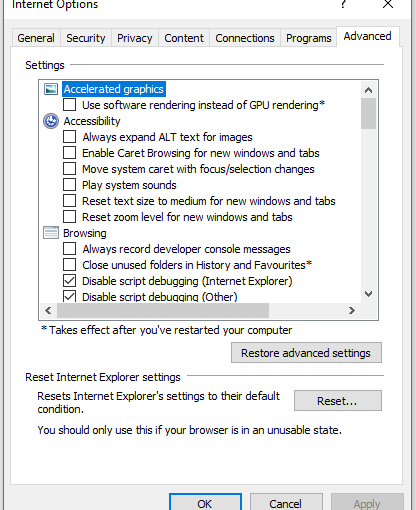 Internet Options
?
General Security Privacy Content Connections Programs Advanced
Settings
Accelerated graphics
Use software rendering instead of GPU rendering*
Accessibility
Always expand ALT text for images
Enable Caret Browsing for new windows and tabs
Move system caret with focus/selection changes
Play system sounds
Reset text size to medium for new windows and tabs
Reset zoom level for new windows and tabs
Browsing
Always record developer console messages
Close unused folders in History and Favourites*
Disable script debugging (Internet Explorer)
Disable script debugging (Other)
*Takes effect after you've restarted your computer
Restore advanced settings
Reset Internet Explorer settings
Resets Internet Explorer's settings to their default
condition.
Reset...
You should only use this if your browser is in an unusable state.
OK Cancel Apply